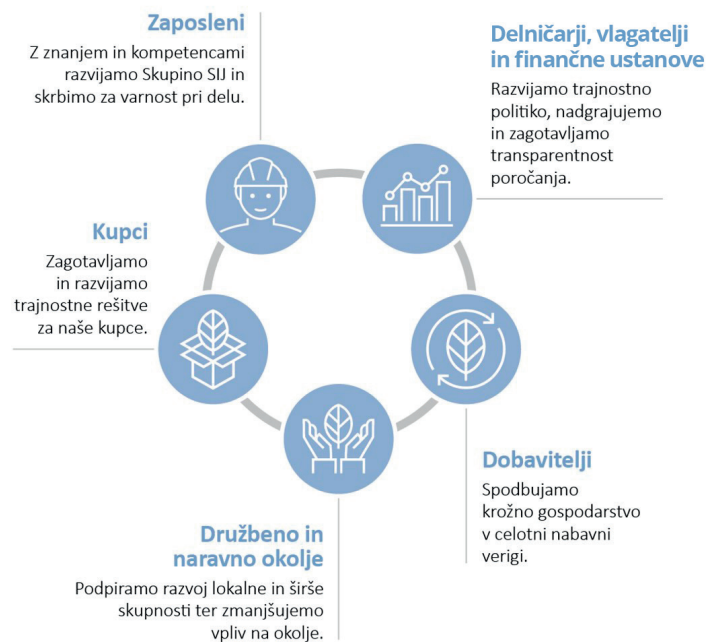 Zaposleni
Z znanjem in kompetencami
razvijamo Skupino SIJ in
skrbimo za varnost pri delu.
Delničarji, vlagatelji
in finančne ustanove
Razvijamo trajnostno
politiko, nadgrajujemo
in zagotavljamo
transparentnost
poročanja.
Kupci
Zagotavljamo
in razvijamo
trajnostne rešitve
za naše kupce.
Dobavitelji
Spodbujamo
krožno gospodarstvo
v celotni nabavni
verigi.
Družbeno in
naravno okolje
Podpiramo razvoj lokalne in širše
skupnosti ter zmanjšujemo
vpliv na okolje.